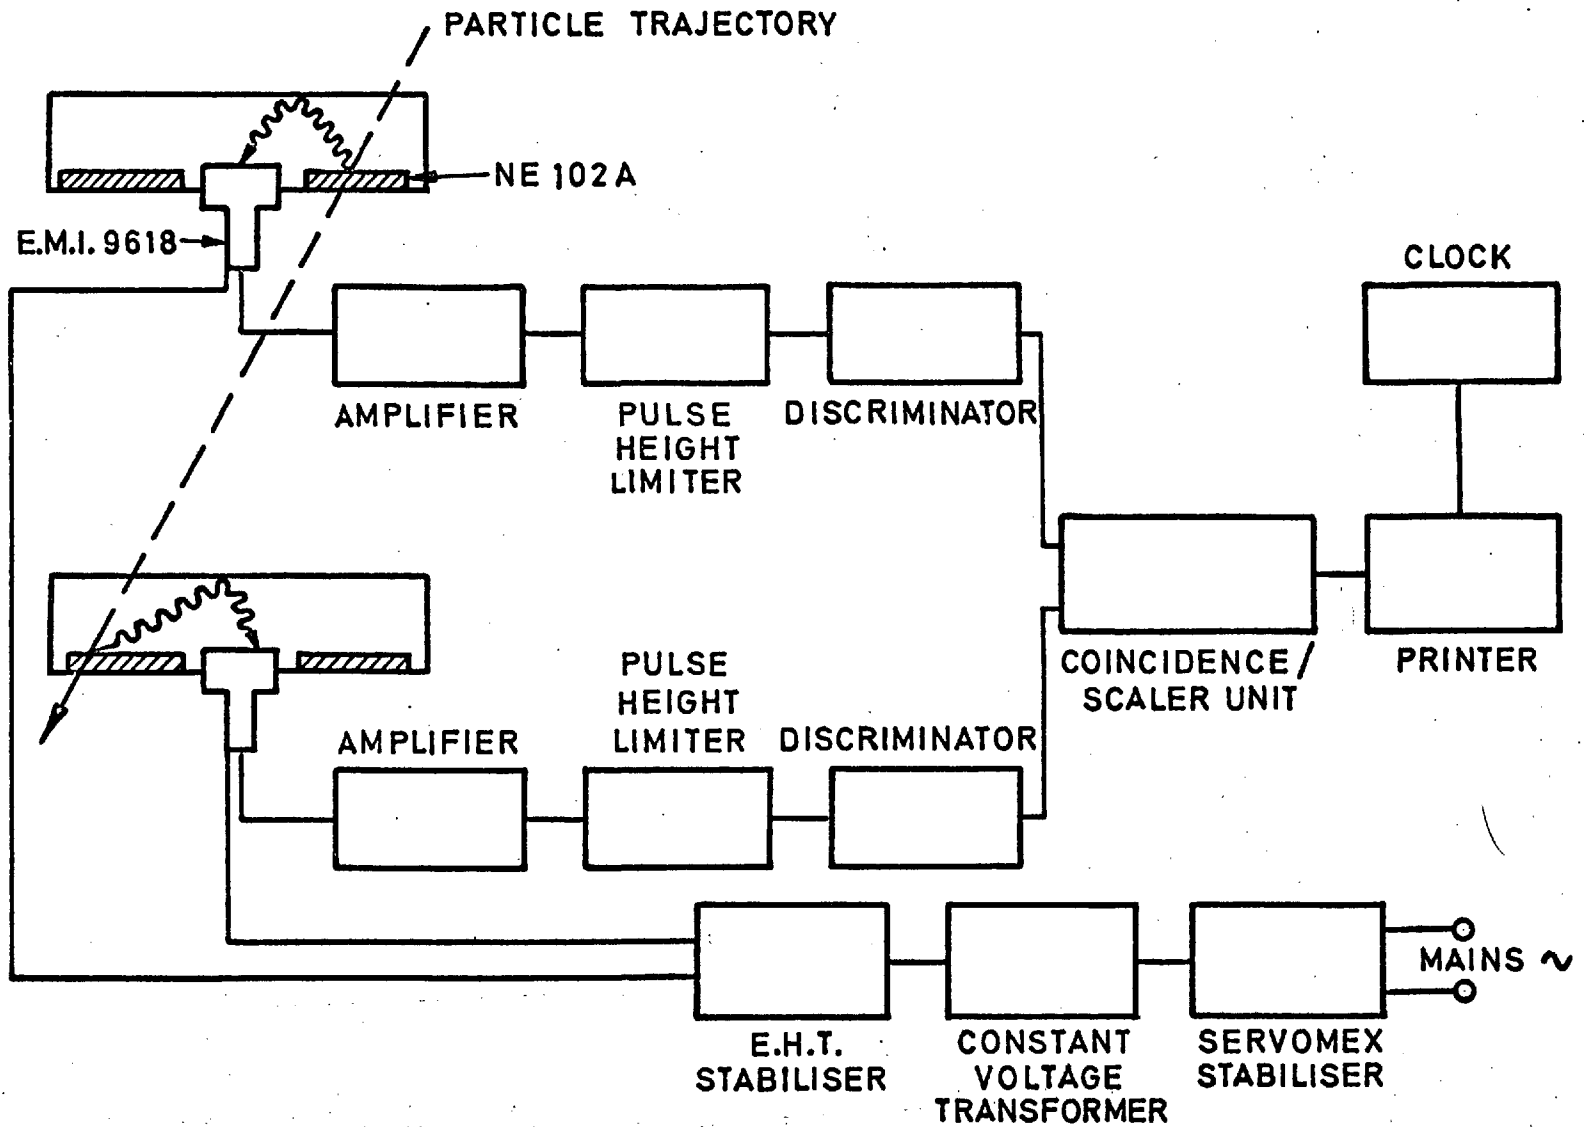 PARTICLE TRAJECTORY
NE 102A
E.M.I. 9618
CLOCK
AMPLIFIER
PULSE
HEIGHT
LIMITER
DISCRIMINATOR
COINCIDENCE /
SCALER UNIT
PRINTER
AMPLIFIER
PULSE
HEIGHT
LIMITER
DISCRIMINATOR
MAINS ~
E.H.T.
STABILISER
CONSTANT
VOLTAGE
TRANSFORMER
SERVOMEX
STABILISER